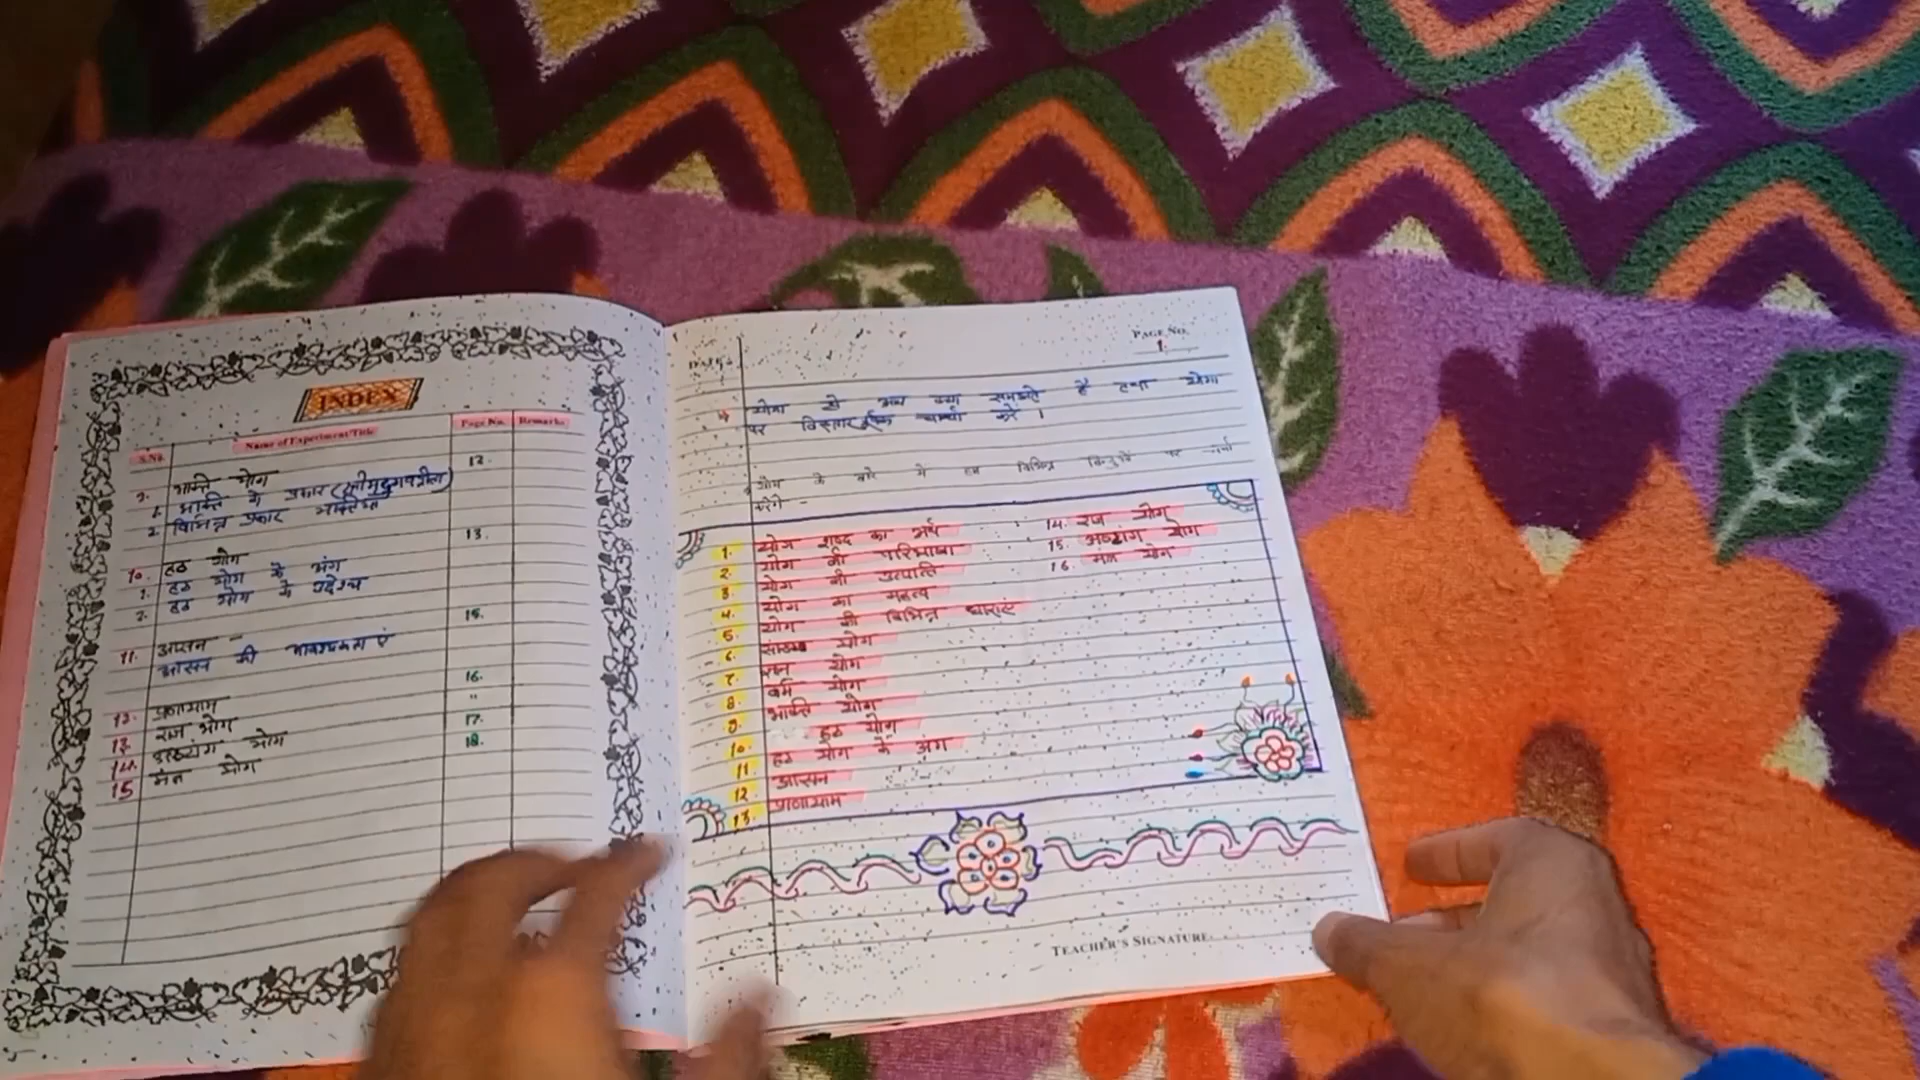 INDEX
S.No. Name of Experiment/Title Page No. Remarks
9. भक्ति योग 12.
1. भक्ति के प्रकार (श्रीमद्भगवद्गीता)
2. विभिन्न प्रकार
10. हठ योग 13.
1. हठ योग के अंग
2. हठ योग के उद्देश्य
11. आसन - 15.
आसन की
12. प्राणायाम 16.
13. राज योग "
14. अष्टांग योग 17.
15 मंत्र योग 18.
PAGE NO. 1.
योग से आप क्या समझते है तथा
पर विस्तार पूर्वक चर्चा करें ।
योग के बारे में हम विभिन्न बिन्दुओं पर चर्चा
करेंगे -
1. योग शब्द का अर्थ
2. योग की परिभाषा
3. योग की उत्पत्ति
4. योग का महत्व
5. योग की विभिन्न धाराएं
6. सांख्य योग
7. ज्ञान योग
8. कर्म योग
9. भक्ति योग
10. हठ योग
11. हठ योग के अंग
12. आसन
13. प्राणायाम
14. राज योग
15. अष्टांग योग
16. मंत्र योग
TEACHER'S SIGNATURE